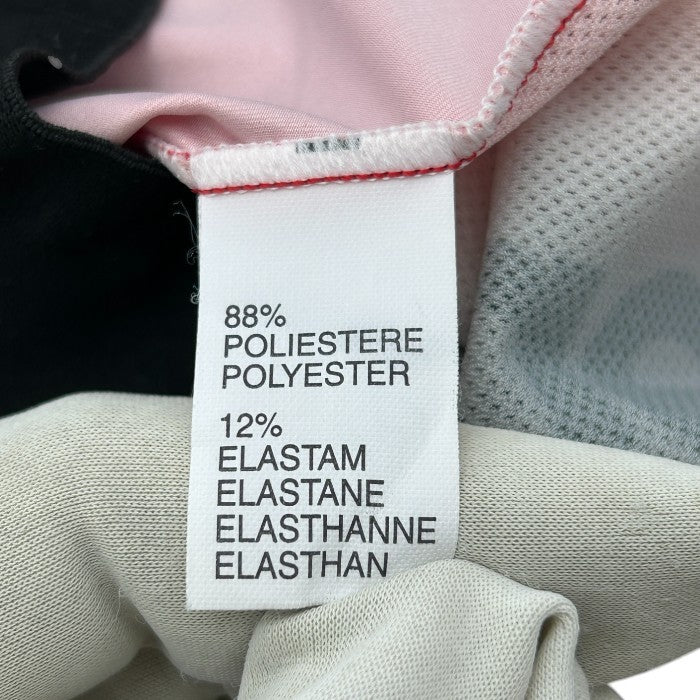 88%
POLIESTERE
POLYESTER
12%
ELASTAM
ELASTANE
ELASTHANNE
ELASTHAN